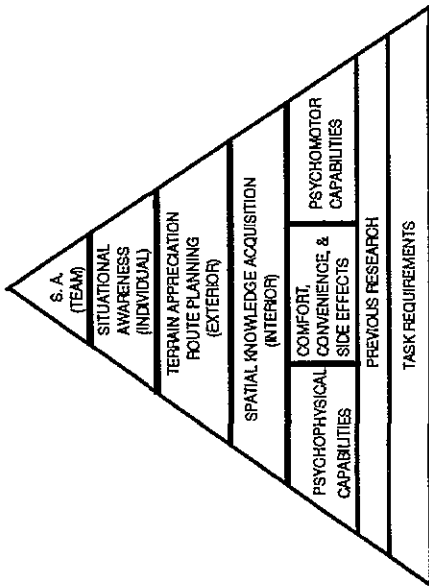 S. A.
(TEAM)
SITUATIONAL
AWARENESS
(INDIVIDUAL)
TERRAIN APPRECIATION
ROUTE PLANNING
(EXTERIOR)
SPATIAL KNOWLEDGE ACQUISITION
(INTERIOR)
PSYCHOPHYSICAL
CAPABILITIES
COMFORT,
CONVENIENCE, &
SIDE EFFECTS
PSYCHOMOTOR
CAPABILITIES
PREVIOUS RESEARCH
TASK REQUIREMENTS